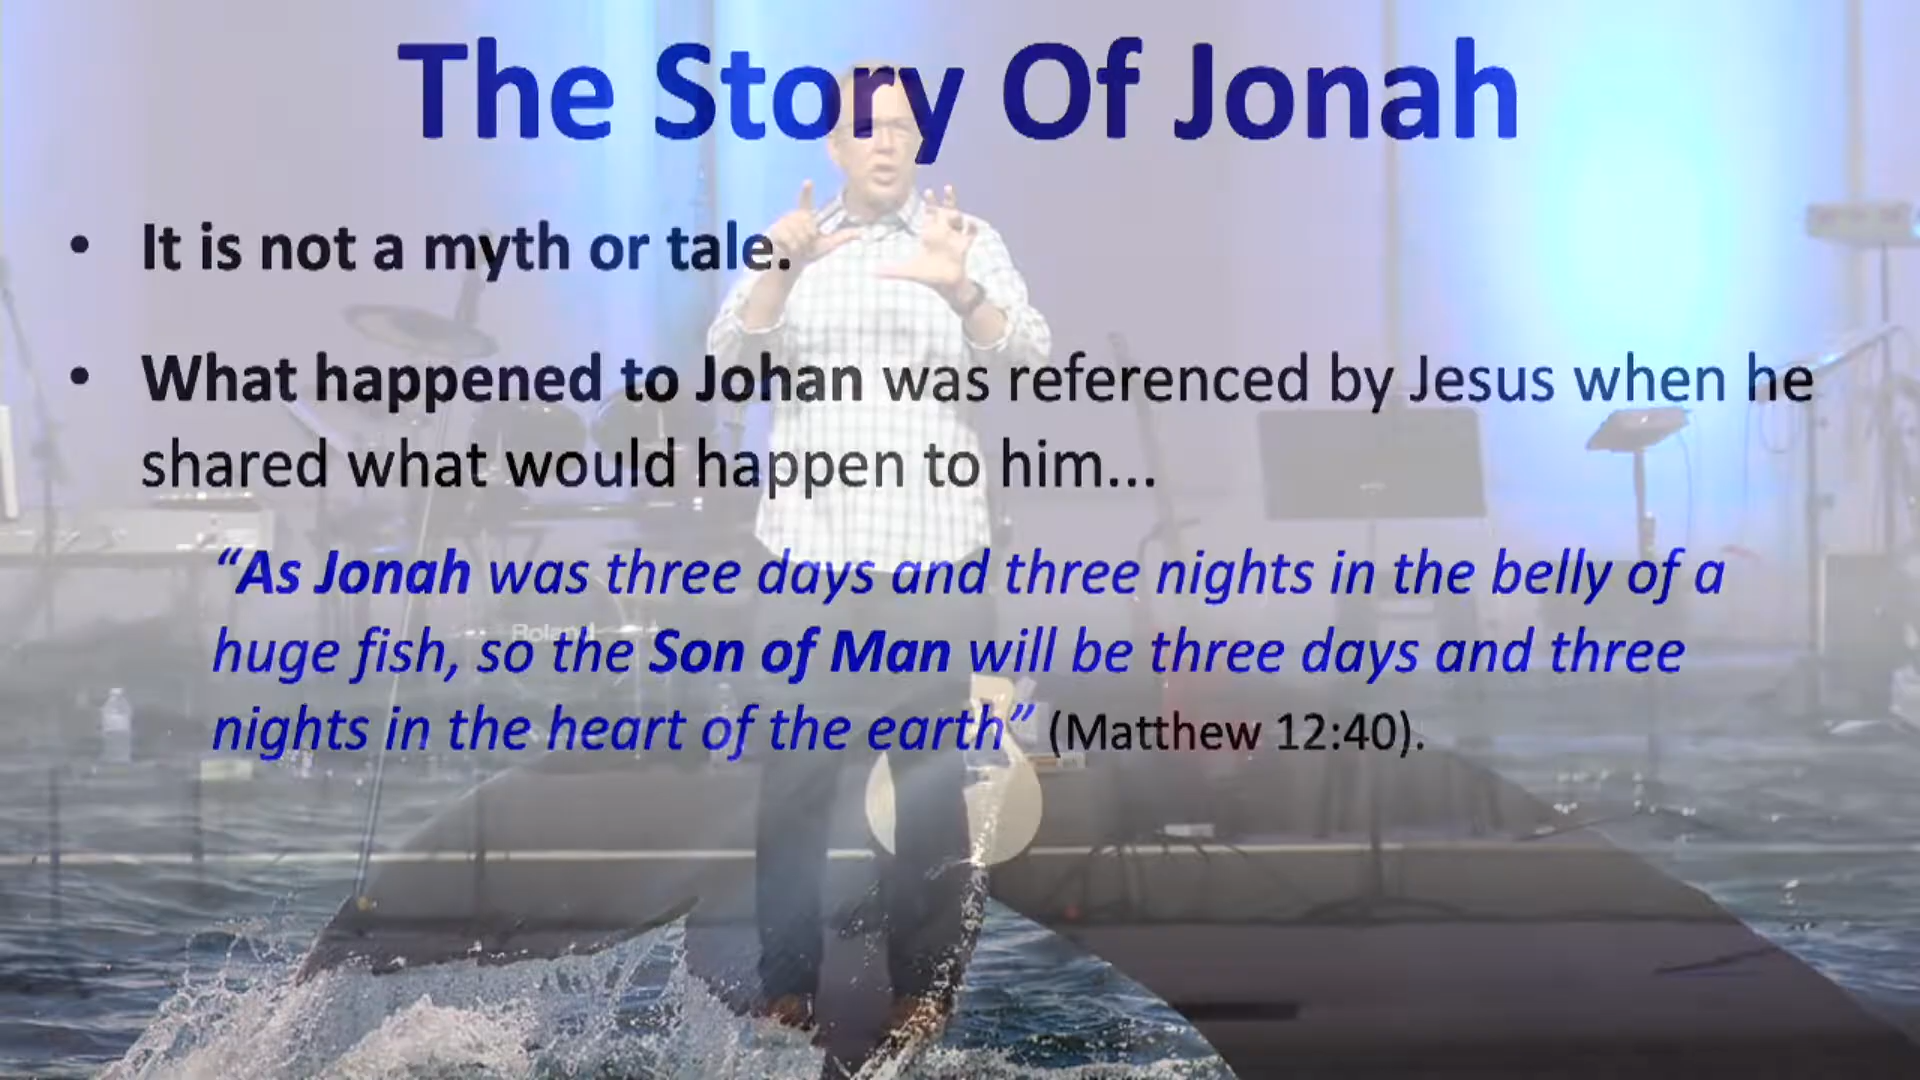 The Story Of Jonah
• It is not a myth or tale.
• What happened to Johan was referenced by Jesus when he
shared what would happen to him...
“As Jonah was three days and three nights in the belly of a
huge fish, so the Son of Man will be three days and three
nights in the heart of the earth” (Matthew 12:40).
Roland